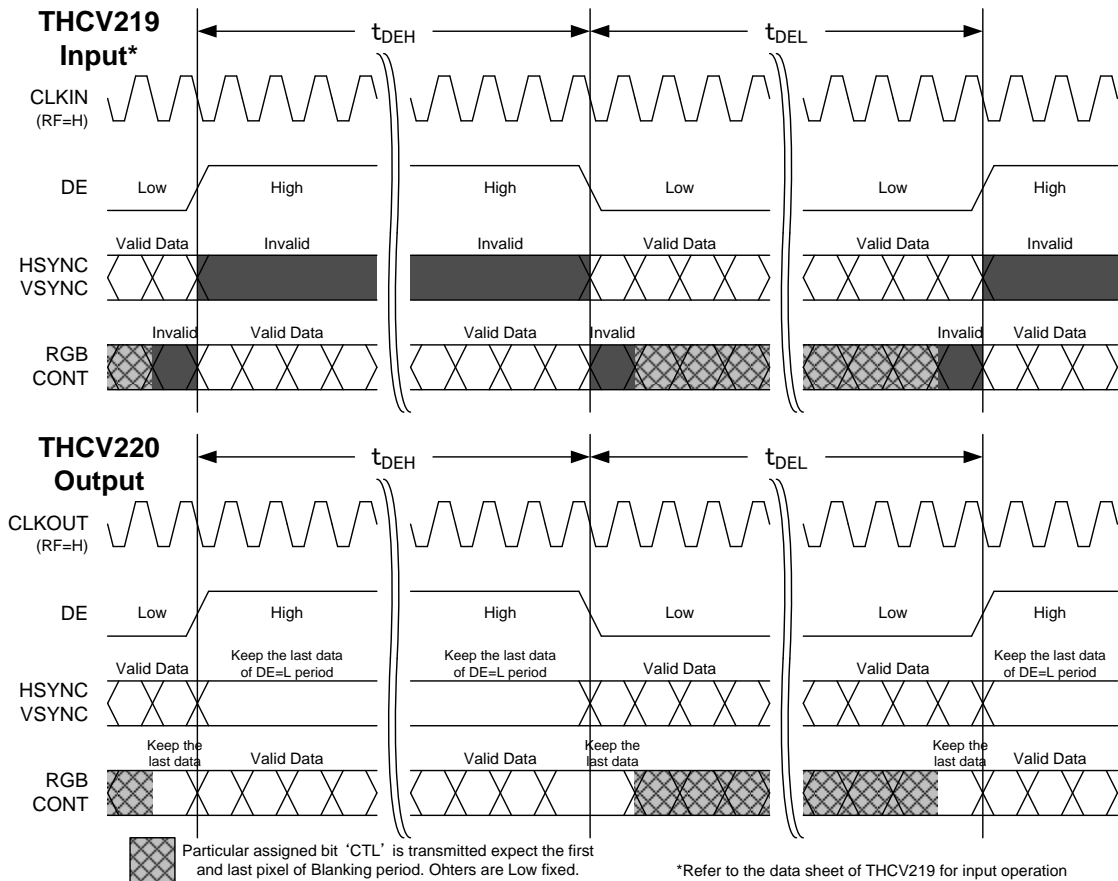 THCV219
Input*
tDEH
tDEL
CLKIN
(RF=H)
DE
Low
High
High
Low
Low
High
Valid Data
Invalid
Invalid
Valid Data
Valid Data
Invalid
HSYNC
VSYNC
Invalid
Valid Data
Valid Data
Invalid
Invalid
Valid Data
RGB
CONT
THCV220
Output
tDEH
tDEL
CLKOUT
(RF=H)
DE
Low
High
High
Low
Low
High
Valid Data
Keep the last data
of DE=L period
Keep the last data
of DE=L period
Valid Data
Valid Data
Keep the last data
of DE=L period
HSYNC
VSYNC
Keep the
last data
Valid Data
Valid Data
Keep the
last data
Keep the
last data
Valid Data
RGB
CONT
Particular assigned bit 'CTL' is transmitted expect the first
and last pixel of Blanking period. Ohters are Low fixed.
*Refer to the data sheet of THCV219 for input operation